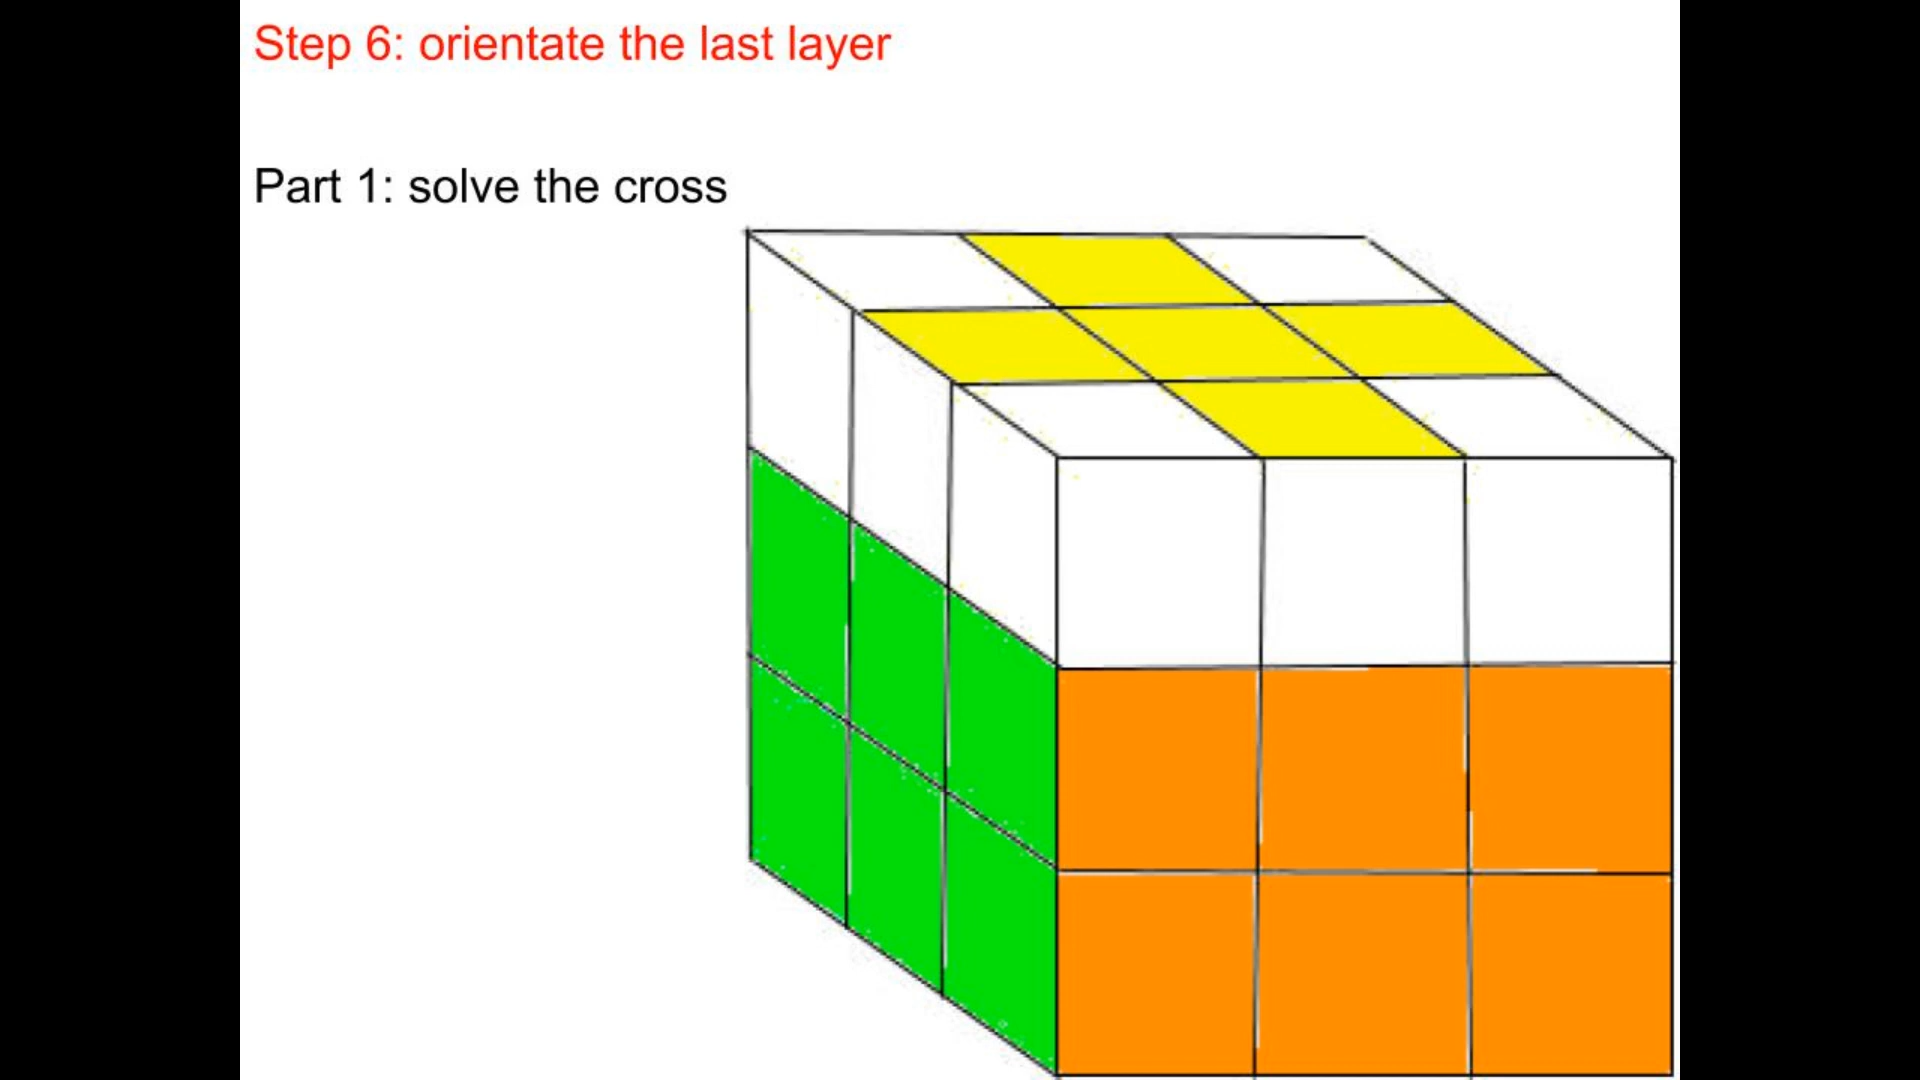 Step 6: orientate the last layer
Part 1: solve the cross